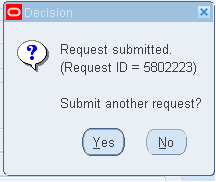 Decision
Request submitted.
(Request ID = 5802223)
Submit another request?
Yes No